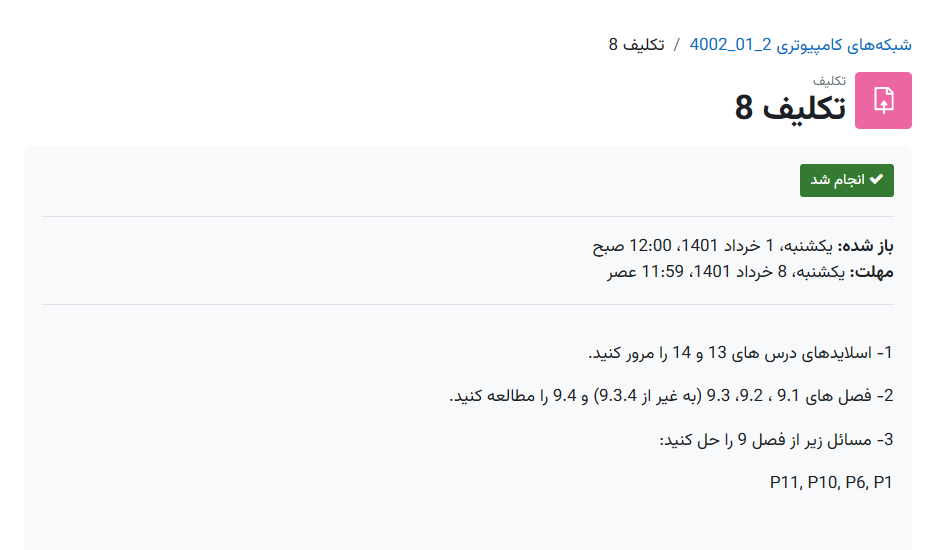 شبکه‌های کامپیوتری 2_01_4002 / تکلیف 8
تکلیف
تکلیف 8
انجام شد
باز شده: یکشنبه، 1 خرداد 1401، 12:00 صبح
مهلت: یکشنبه، 8 خرداد 1401، 11:59 عصر
1- اسلایدهای درس های 13 و 14 را مرور کنید.
2- فصل های 9.1 ، 9.2، 9.3 (به غیر از 9.3.4) و 9.4 را مطالعه کنید.
3- مسائل زیر از فصل 9 را حل کنید:
P11, P10, P6, P1